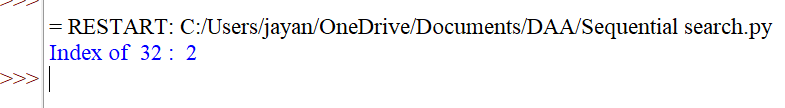 >>>
= RESTART: C:/Users/jayan/OneDrive/Documents/DAA/Sequential search.py
Index of  32 :  2
>>>